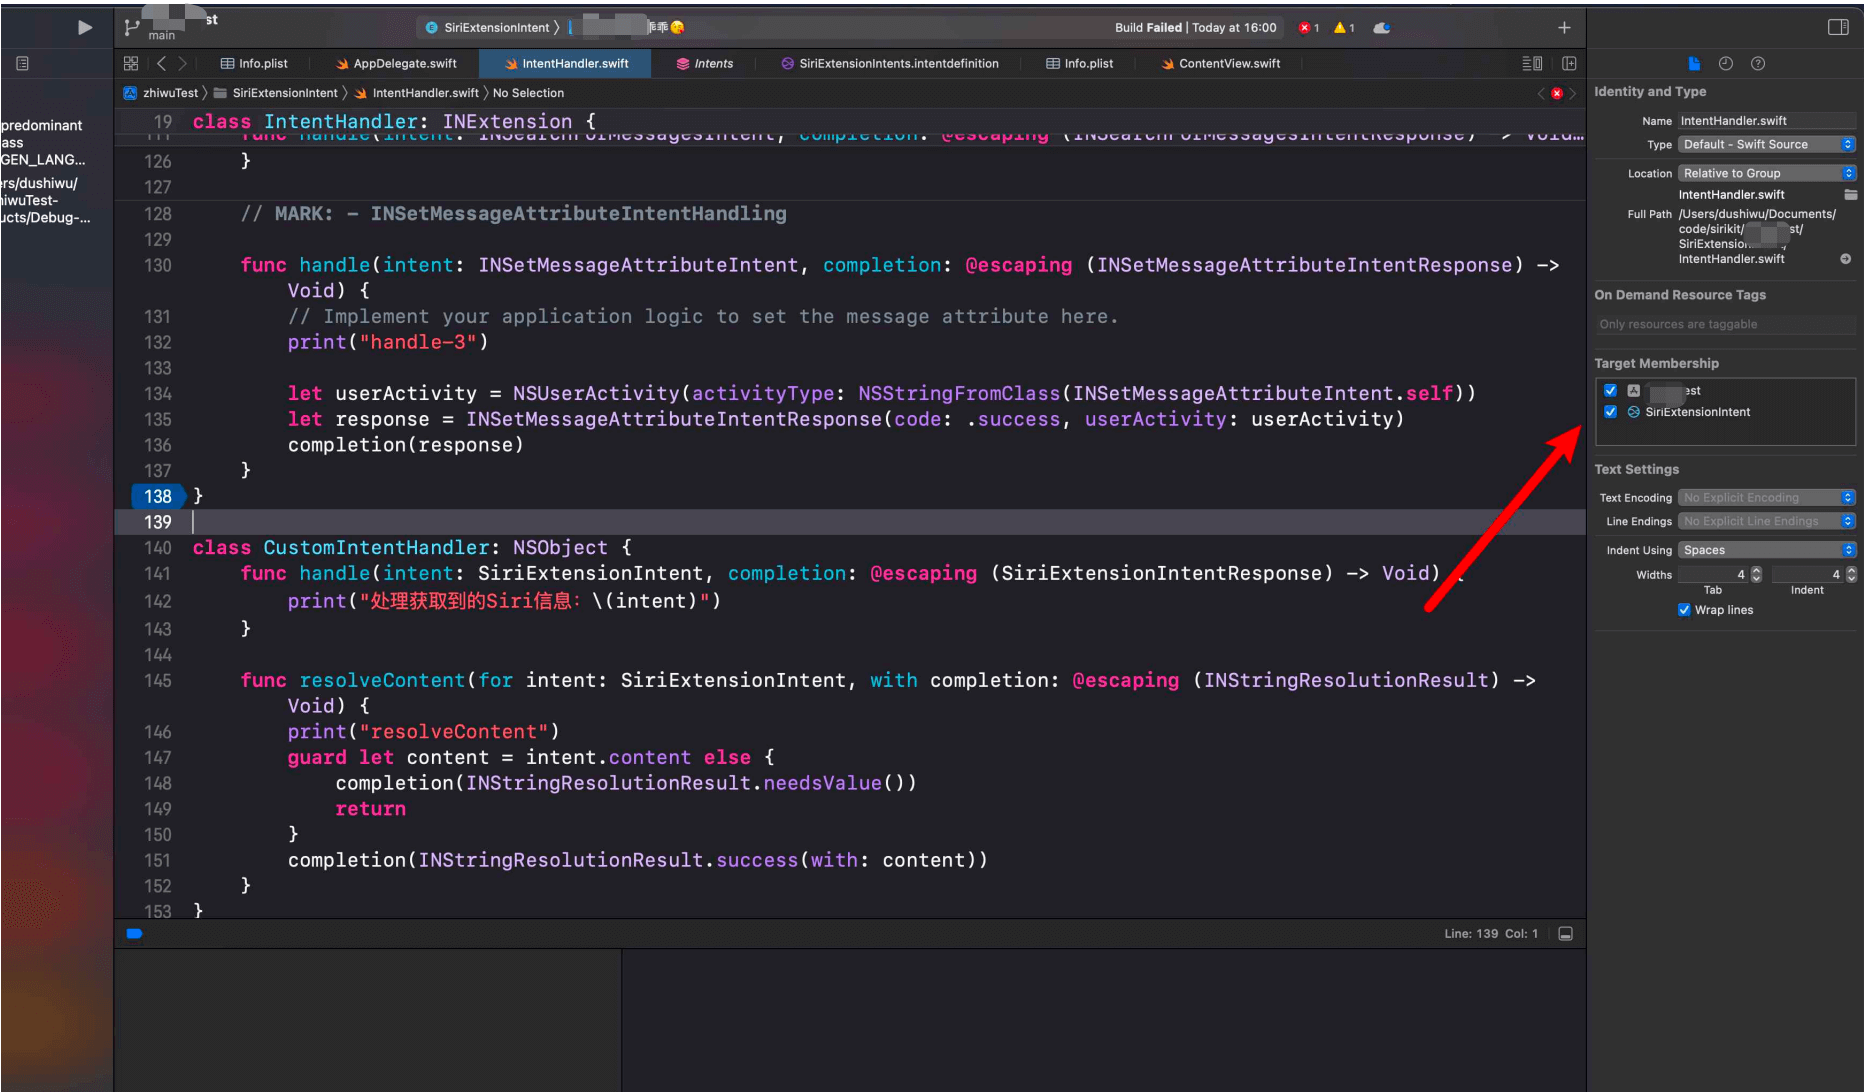 st
main
SiriExtensionIntent
乖乖😘
Build Failed | Today at 16:00
1
1
Info.plist
AppDelegate.swift
IntentHandler.swift
Intents
SiriExtensionIntents.intentdefinition
Info.plist
ContentView.swift
zhiwuTest
SiriExtensionIntent
IntentHandler.swift
No Selection
predominant
ass
GEN_LANG...
ers/dushiwu/
hiwuTest-
ucts/Debug-...
19 class IntentHandler: INExtension {
func handle(intent: INSearchForMessagesIntent, completion: @escaping (INSearchForMessagesIntentResponse) -> Void...
126 }
127
128 // MARK: - INSetMessageAttributeIntentHandling
129
130 func handle(intent: INSetMessageAttributeIntent, completion: @escaping (INSetMessageAttributeIntentResponse) ->
Void) {
131 // Implement your application logic to set the message attribute here.
132 print("handle-3")
133
134 let userActivity = NSUserActivity(activityType: NSStringFromClass(INSetMessageAttributeIntent.self))
135 let response = INSetMessageAttributeIntentResponse(code: .success, userActivity: userActivity)
136 completion(response)
137 }
138 }
139
140 class CustomIntentHandler: NSObject {
141 func handle(intent: SiriExtensionIntent, completion: @escaping (SiriExtensionIntentResponse) -> Void) {
142 print("处理获取到的Siri信息：\(intent)")
143 }
144
145 func resolveContent(for intent: SiriExtensionIntent, with completion: @escaping (INStringResolutionResult) ->
Void) {
146 print("resolveContent")
147 guard let content = intent.content else {
148 completion(INStringResolutionResult.needsValue())
149 return
150 }
151 completion(INStringResolutionResult.success(with: content))
152 }
153 }
Line: 139 Col: 1
Identity and Type
Name IntentHandler.swift
Type Default - Swift Source
Location Relative to Group
IntentHandler.swift
Full Path /Users/dushiwu/Documents/
code/sirikit/ st/
SiriExtension
IntentHandler.swift
On Demand Resource Tags
Only resources are taggable
Target Membership
est
SiriExtensionIntent
Text Settings
Text Encoding No Explicit Encoding
Line Endings No Explicit Line Endings
Indent Using Spaces
Widths 4 4
Tab Indent
Wrap lines